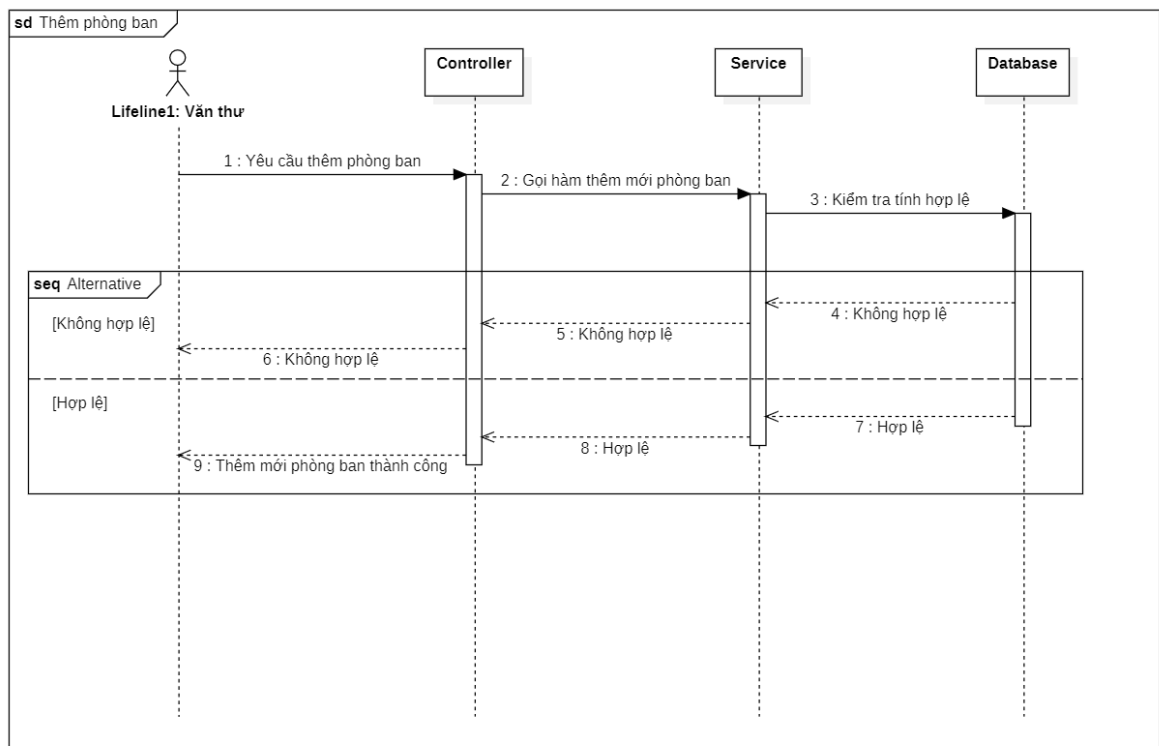 sd Thêm phòng ban
Controller
Service
Database
Lifeline1: Văn thư
1 : Yêu cầu thêm phòng ban
2 : Gọi hàm thêm mới phòng ban
3 : Kiểm tra tính hợp lệ
seq Alternative
[Không hợp lệ]
4 : Không hợp lệ
5 : Không hợp lệ
6 : Không hợp lệ
[Hợp lệ]
7 : Hợp lệ
8 : Hợp lệ
9 : Thêm mới phòng ban thành công